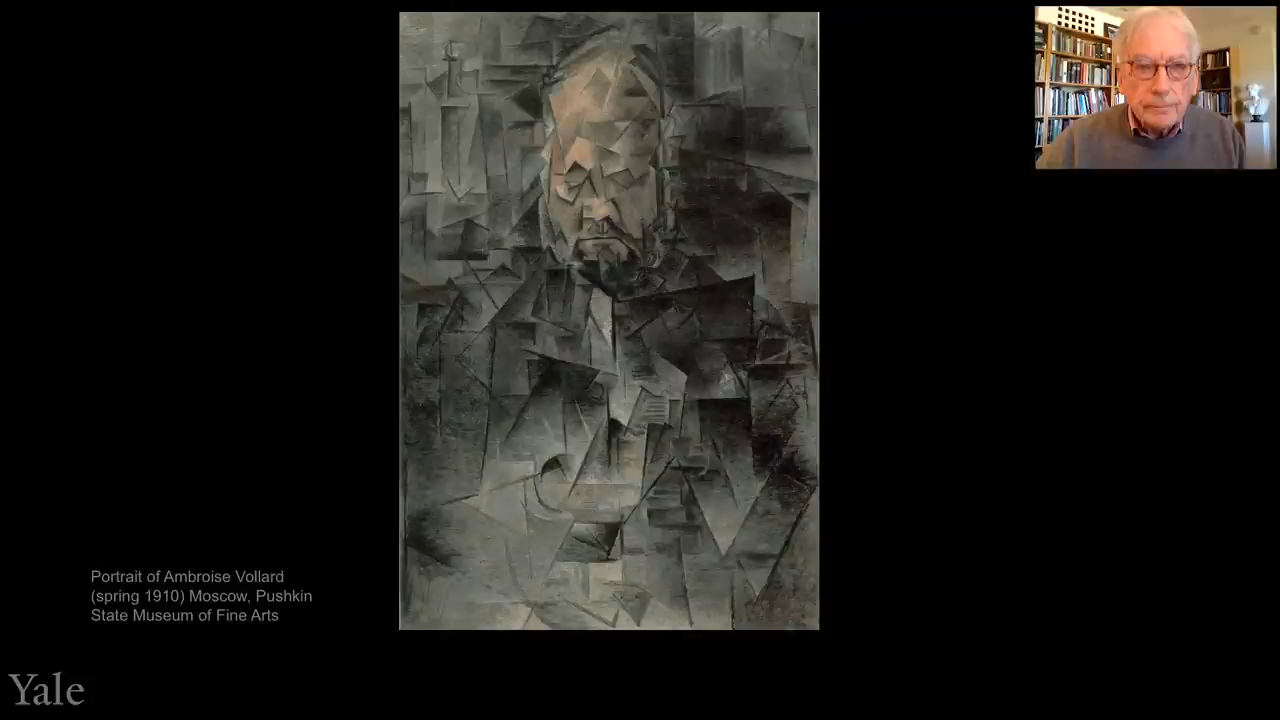 Portrait of Ambroise Vollard
(spring 1910) Moscow, Pushkin
State Museum of Fine Arts
Yale